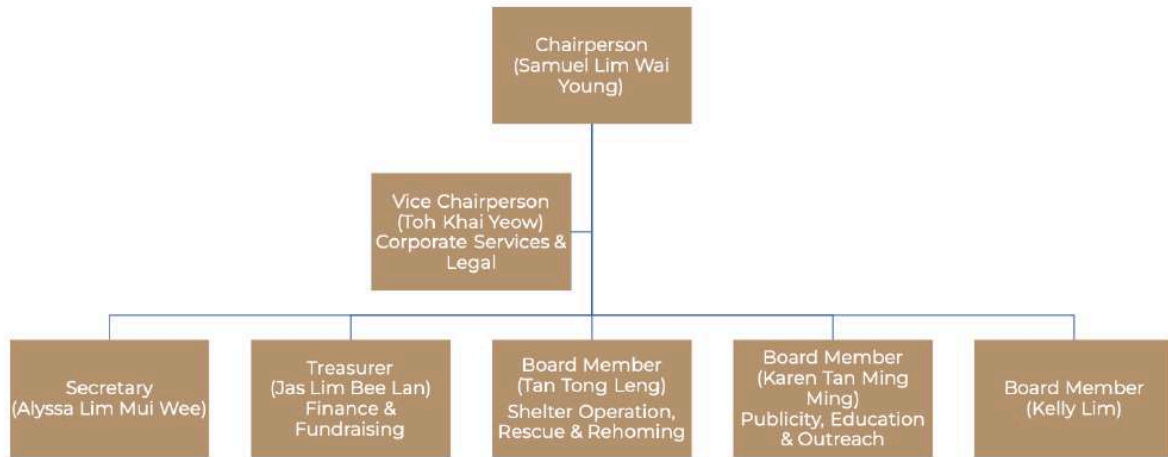 Chairperson
(Samuel Lim Wai
Young)
Vice Chairperson
(Toh Khai Yeow)
Corporate Services &
Legal
Secretary
(Alyssa Lim Mui Wee)
Treasurer
(Jas Lim Bee Lan)
Finance &
Fundraising
Board Member
(Tan Tong Leng)
Shelter Operation,
Rescue & Rehoming
Board Member
(Karen Tan Ming
Ming)
Publicity, Education
& Outreach
Board Member
(Kelly Lim)